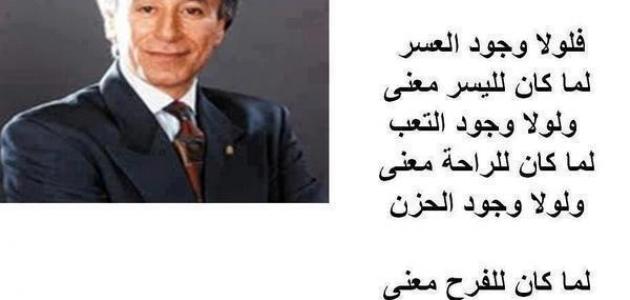 فلولا وجود العسر
لما كان لليسر معنى
ولولا وجود التعب
لما كان للراحة معنى
ولولا وجود الحزن
لما كان للفرح معنى